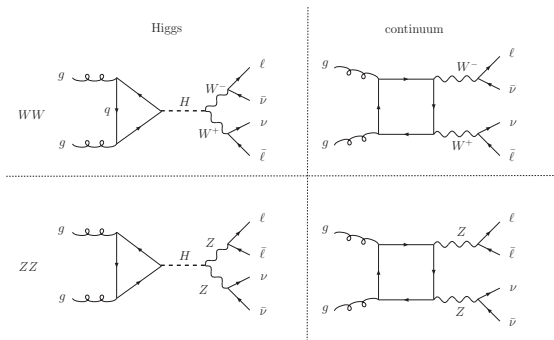 Higgs
continuum
WW
g
g
q
H
W−
W+
ℓ
ν̄
ν
ℓ̄
g
g
W−
W+
ℓ
ν̄
ν
ℓ̄
ZZ
g
g
H
Z
Z
ℓ
ℓ̄
ν
ν̄
g
g
Z
Z
ℓ
ℓ̄
ν
ν̄